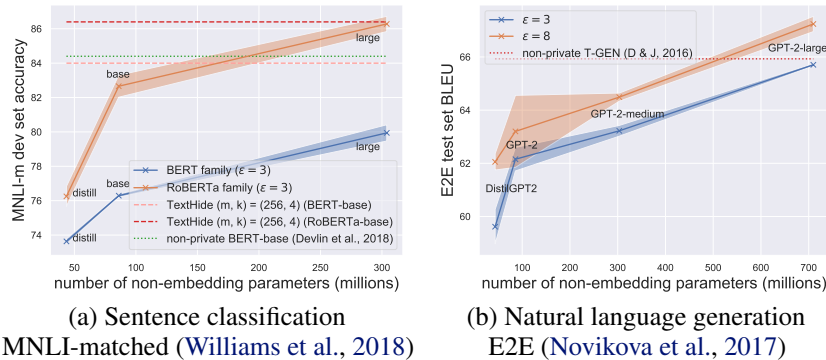 86
84
82
80
78
76
74
50
100
150
200
250
300
MNLI-m dev set accuracy
number of non-embedding parameters (millions)
distill
base
large
distill
base
large
BERT family (ε = 3)
RoBERTa family (ε = 3)
TextHide (m, k) = (256, 4) (BERT-base)
TextHide (m, k) = (256, 4) (RoBERTa-base)
non-private BERT-base (Devlin et al., 2018)
(a) Sentence classification
MNLI-matched (Williams et al., 2018)
ε = 3
ε = 8
non-private T-GEN (D & J, 2016)
66
64
62
60
0
100
200
300
400
500
600
700
E2E test set BLEU
number of non-embedding parameters (millions)
DistilGPT2
GPT-2
GPT-2-medium
GPT-2-large
(b) Natural language generation
E2E (Novikova et al., 2017)